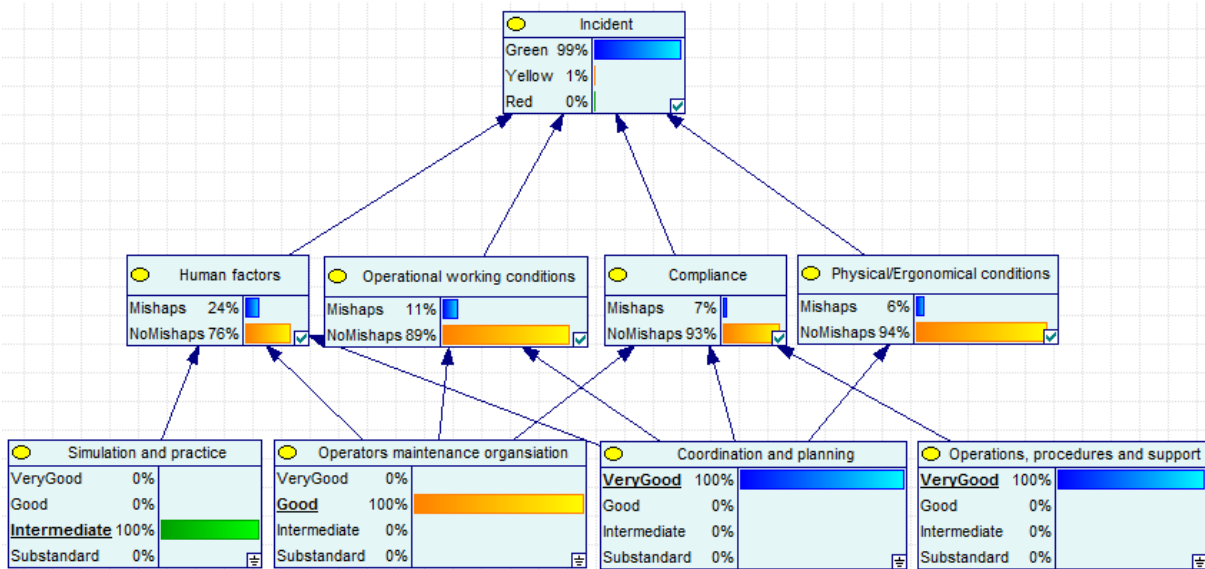 Incident
Green 99%
Yellow 1%
Red 0%
Human factors
Mishaps 24%
NoMishaps 76%
Operational working conditions
Mishaps 11%
NoMishaps 89%
Compliance
Mishaps 7%
NoMishaps 93%
Physical/Ergonomical conditions
Mishaps 6%
NoMishaps 94%
Simulation and practice
VeryGood 0%
Good 0%
Intermediate 100%
Substandard 0%
Operators maintenance organsiation
VeryGood 0%
Good 100%
Intermediate 0%
Substandard 0%
Coordination and planning
VeryGood 100%
Good 0%
Intermediate 0%
Substandard 0%
Operations, procedures and support
VeryGood 100%
Good 0%
Intermediate 0%
Substandard 0%